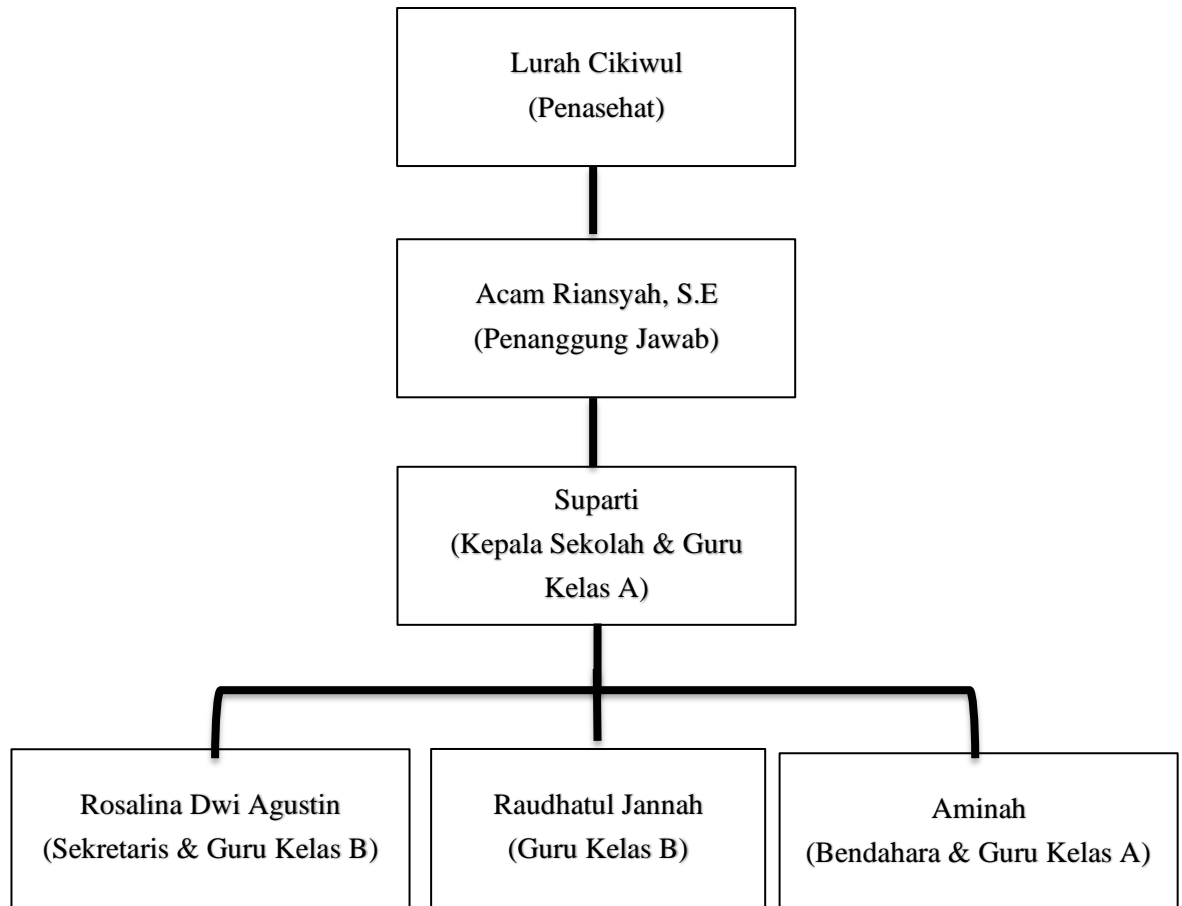 Lurah Cikiwul
(Penasehat)
Acam Riansyah, S.E
(Penanggung Jawab)
Suparti
(Kepala Sekolah & Guru
Kelas A)
Rosalina Dwi Agustin
(Sekretaris & Guru Kelas B)
Raudhatul Jannah
(Guru Kelas B)
Aminah
(Bendahara & Guru Kelas A)